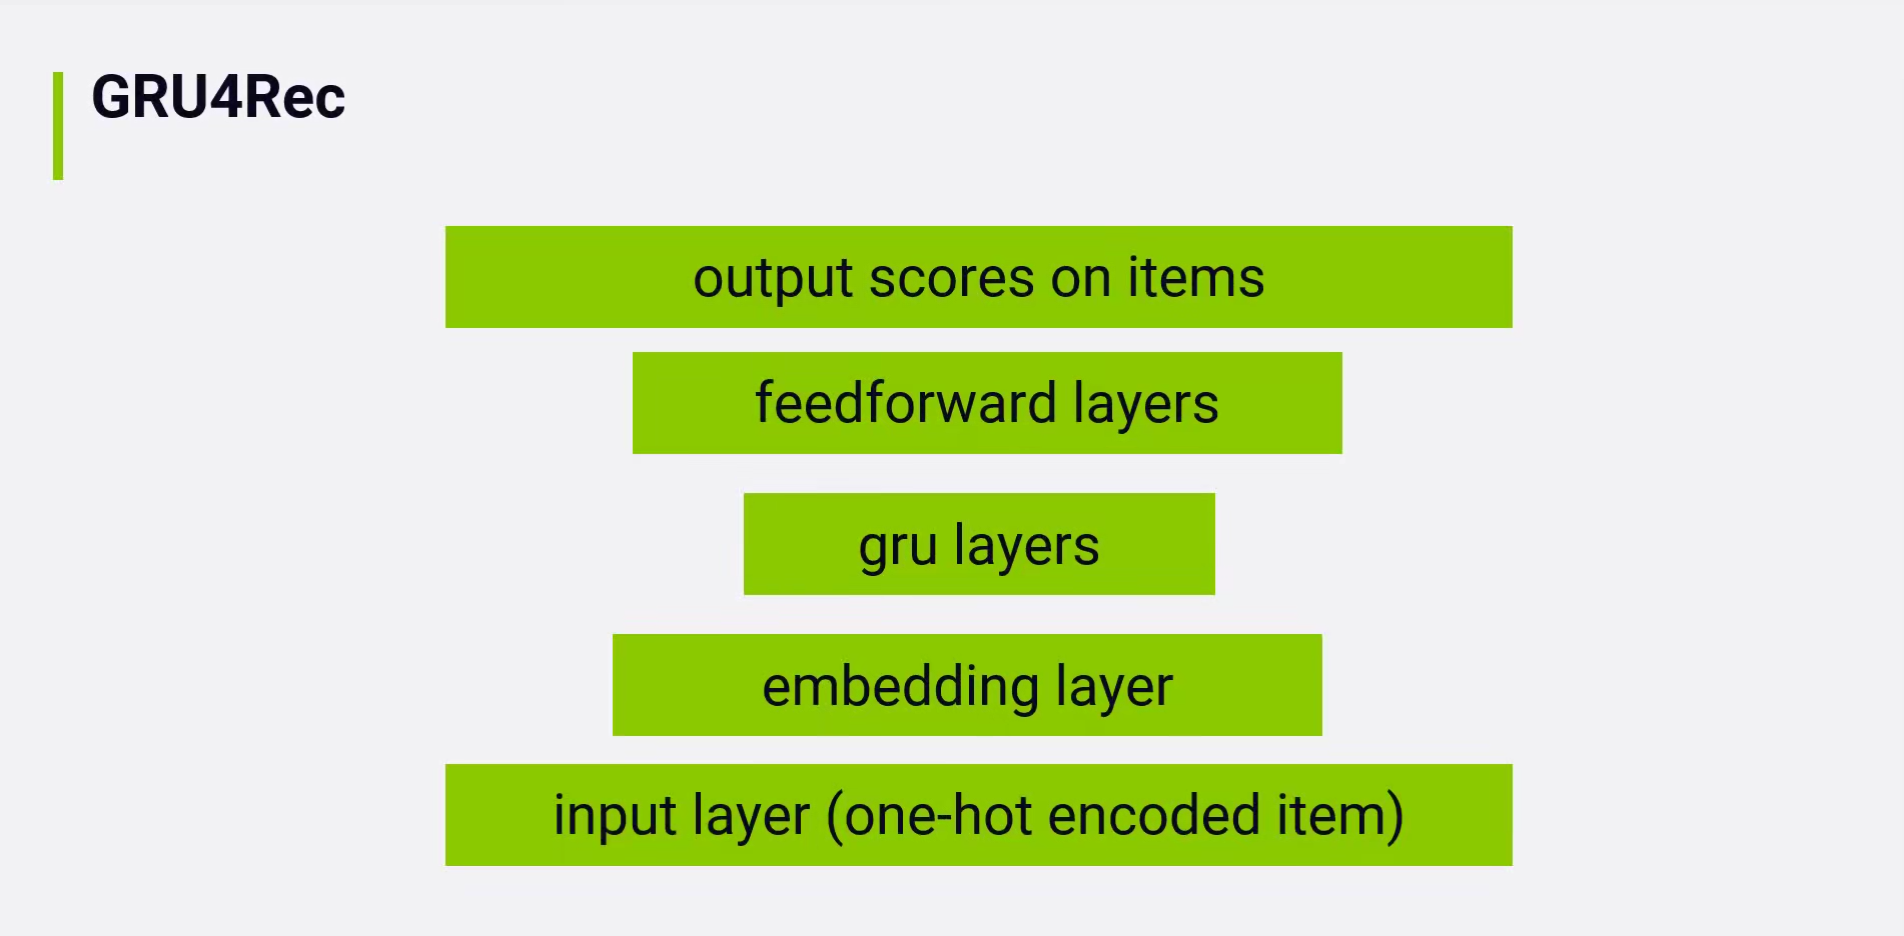 GRU4Rec
output scores on items
feedforward layers
gru layers
embedding layer
input layer (one-hot encoded item)